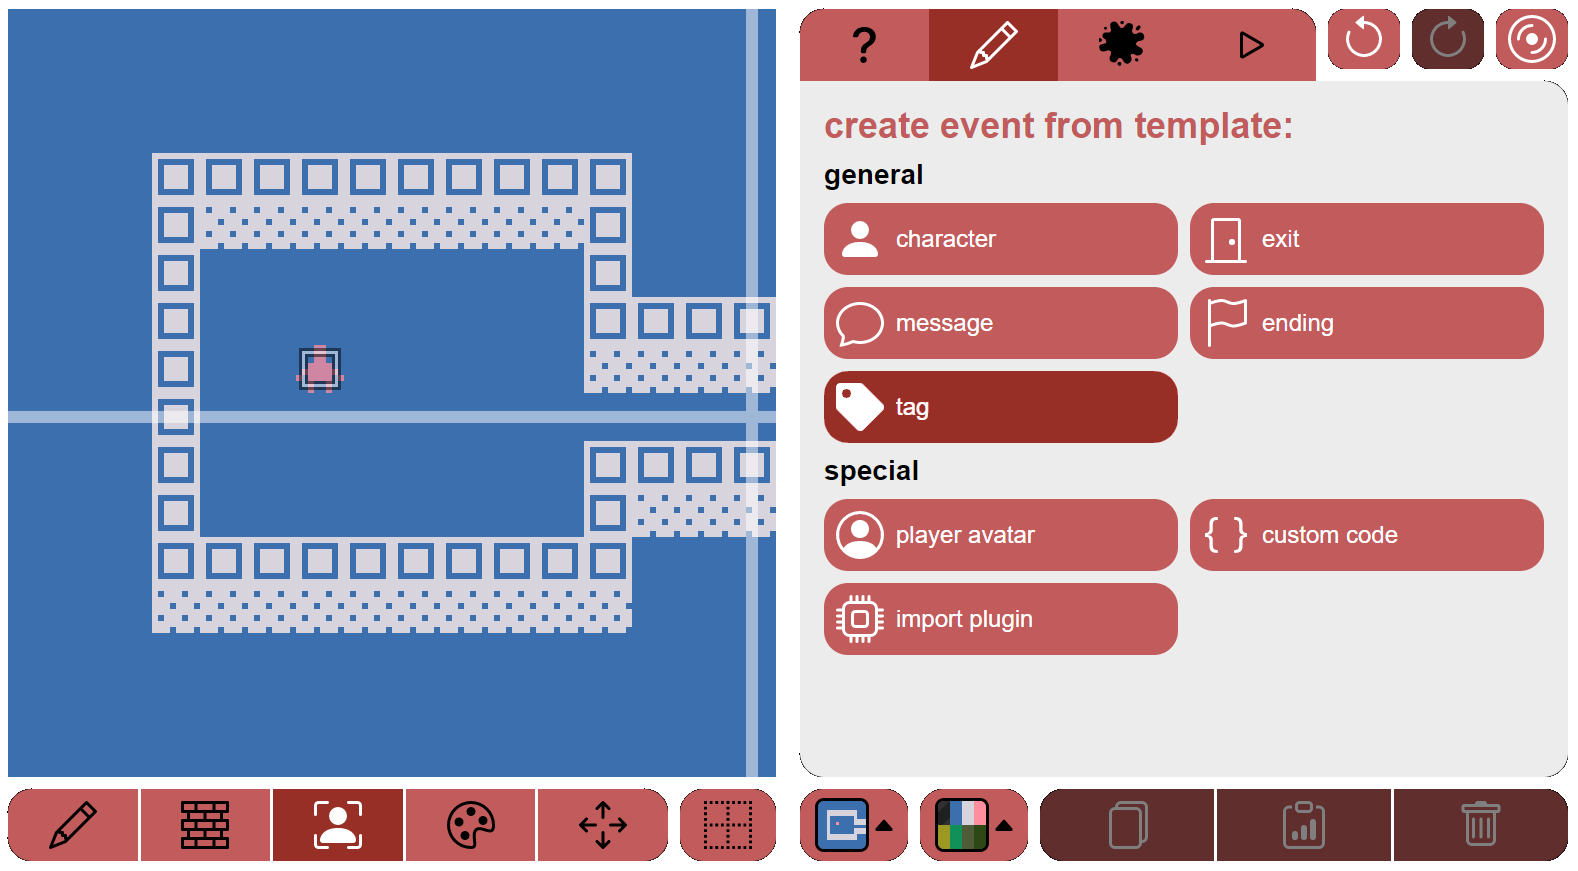 ?
create event from template:
general
character
exit
message
ending
tag
special
player avatar
{ } custom code
import plugin